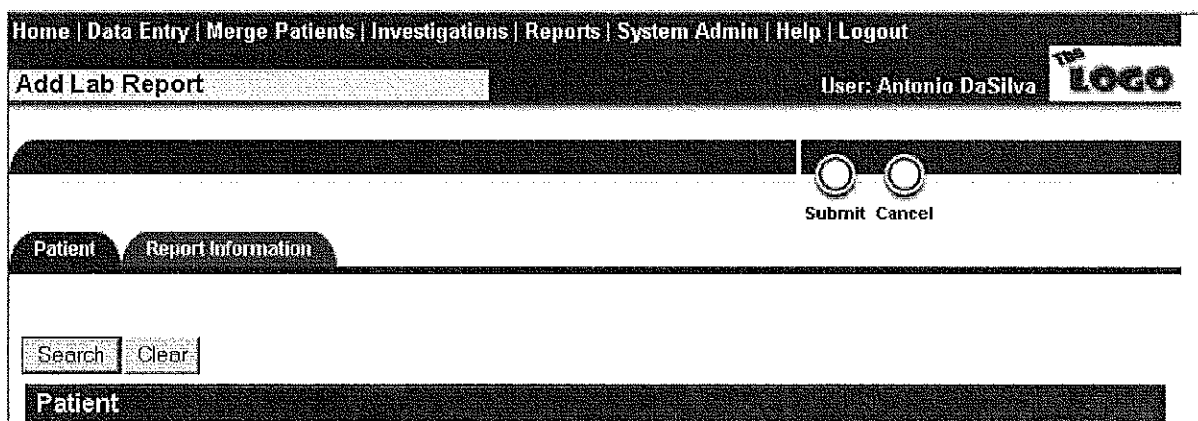 Home | Data Entry | Merge Patients | Investigations | Reports | System Admin | Help | Logout
Add Lab Report
User: Antonio DaSilva
The
LOGO
Submit Cancel
Patient
Report Information
Search
Clear
Patient